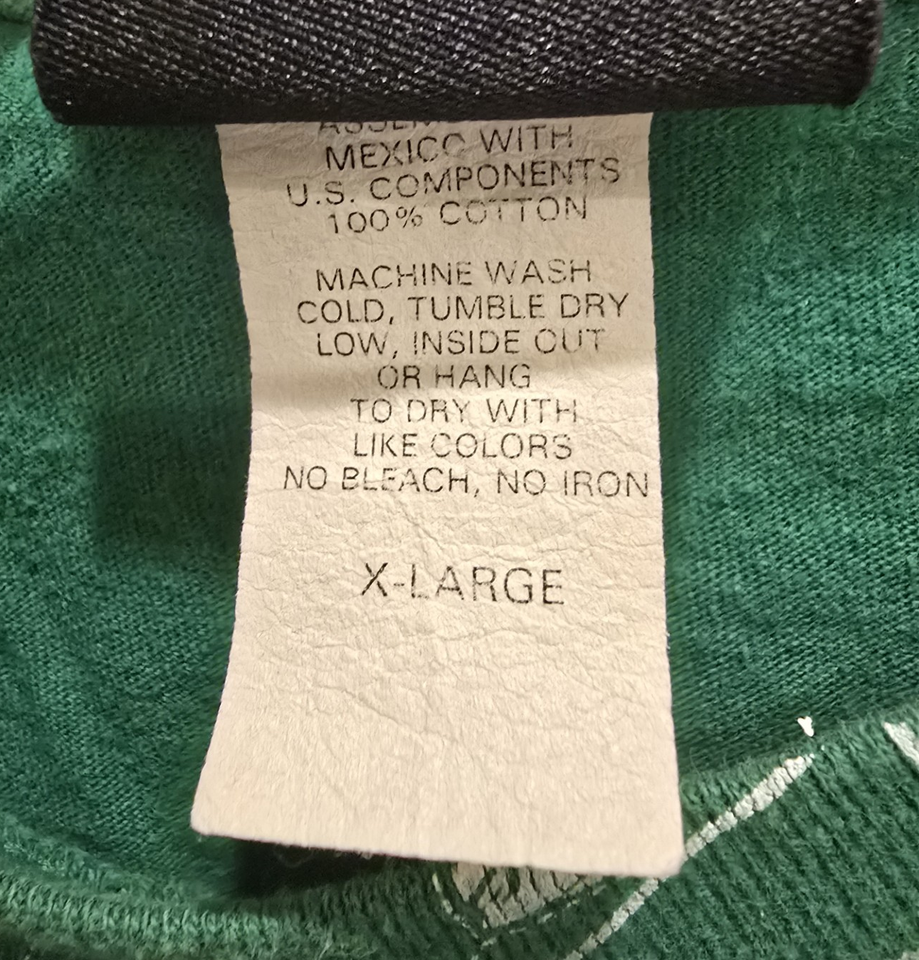 MEXICO WITH
U.S. COMPONENTS
100% COTTON
MACHINE WASH
COLD, TUMBLE DRY
LOW, INSIDE OUT
OR HANG
TO DRY WITH
LIKE COLORS
NO BLEACH, NO IRON
X-LARGE